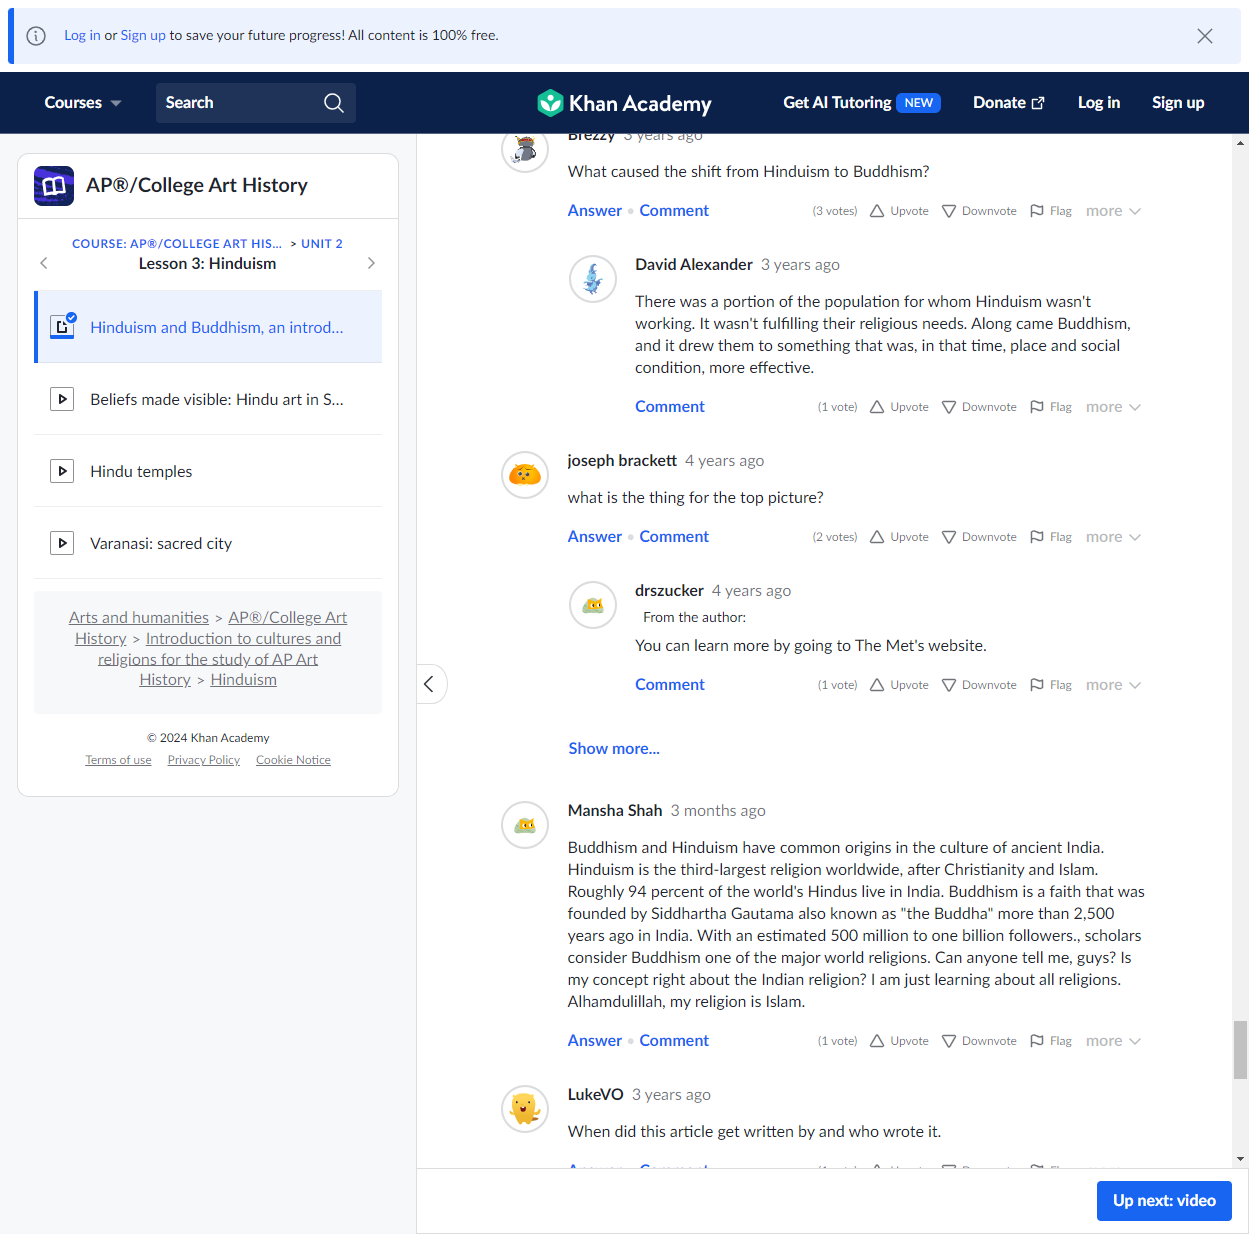 Log in or Sign up to save your future progress! All content is 100% free.
Courses
Search
Khan Academy
Get AI Tutoring NEW
Donate
Log in
Sign up
AP®/College Art History
COURSE: AP®/COLLEGE ART HIS... > UNIT 2
Lesson 3: Hinduism
Hinduism and Buddhism, an introd...
Beliefs made visible: Hindu art in S...
Hindu temples
Varanasi: sacred city
Arts and humanities > AP®/College Art
History > Introduction to cultures and
religions for the study of AP Art
History > Hinduism
© 2024 Khan Academy
Terms of use Privacy Policy Cookie Notice
Brezzy 3 years ago
What caused the shift from Hinduism to Buddhism?
Answer • Comment (3 votes) Upvote Downvote Flag more
David Alexander 3 years ago
There was a portion of the population for whom Hinduism wasn't
working. It wasn't fulfilling their religious needs. Along came Buddhism,
and it drew them to something that was, in that time, place and social
condition, more effective.
Comment (1 vote) Upvote Downvote Flag more
joseph brackett 4 years ago
what is the thing for the top picture?
Answer • Comment (2 votes) Upvote Downvote Flag more
drszucker 4 years ago
From the author:
You can learn more by going to The Met's website.
Comment (1 vote) Upvote Downvote Flag more
Show more...
Mansha Shah 3 months ago
Buddhism and Hinduism have common origins in the culture of ancient India.
Hinduism is the third-largest religion worldwide, after Christianity and Islam.
Roughly 94 percent of the world's Hindus live in India. Buddhism is a faith that was
founded by Siddhartha Gautama also known as "the Buddha" more than 2,500
years ago in India. With an estimated 500 million to one billion followers., scholars
consider Buddhism one of the major world religions. Can anyone tell me, guys? Is
my concept right about the Indian religion? I am just learning about all religions.
Alhamdulillah, my religion is Islam.
Answer • Comment (1 vote) Upvote Downvote Flag more
LukeVO 3 years ago
When did this article get written by and who wrote it.
Up next: video